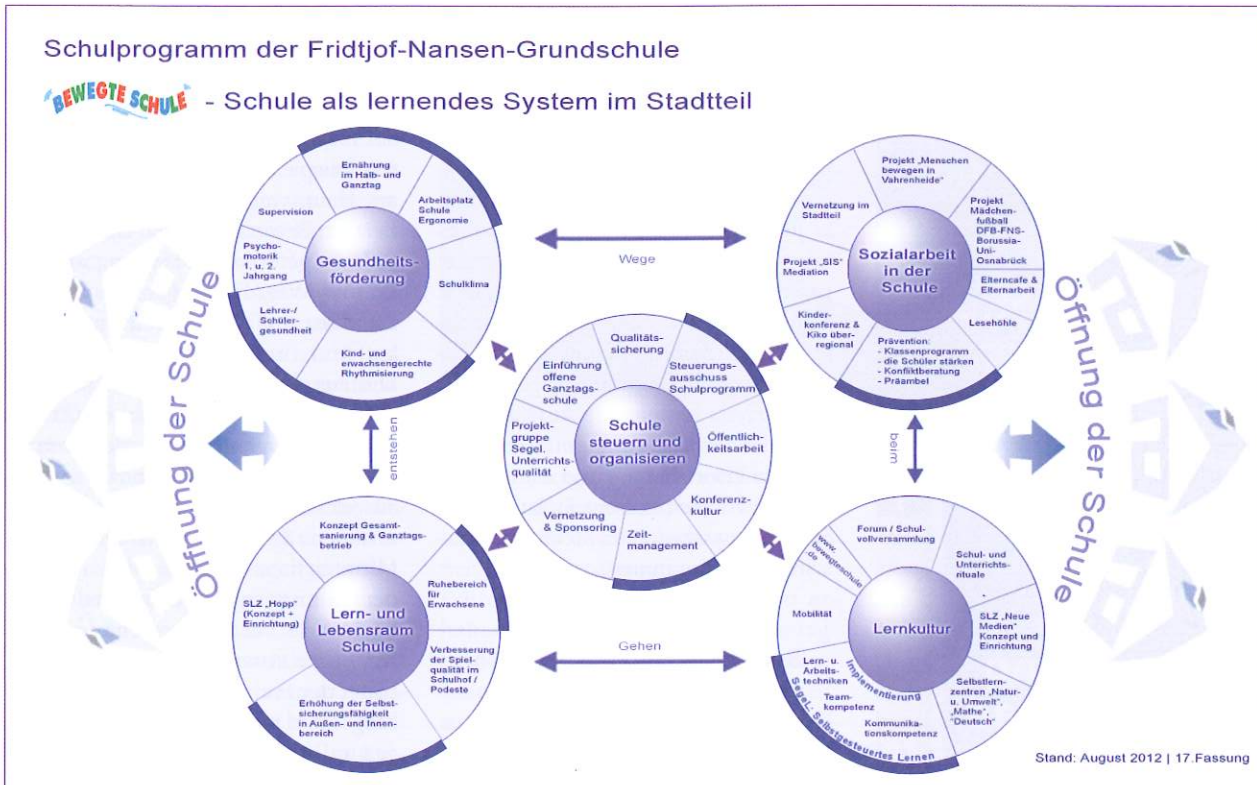 Schulprogramm der Fridtjof-Nansen-Grundschule
"BEWEGTE SCHULE" - Schule als lernendes System im Stadtteil
Öffnung der Schule
Gesundheits-
förderung
Ernährung
im Halb- und
Ganztag
Arbeitsplatz
Schule
Ergonomie
Schulklima
Kind- und
erwachsengerechte
Rhythmisierung
Lehrer-/
Schüler-
gesundheit
Psycho-
motorik
1. u. 2.
Jahrgang
Supervision
Wege
Sozialarbeit
in der
Schule
Projekt „Menschen
bewegen in
Vahrenheide"
Projekt
Mädchen-
fußball
DFB-FNS-
Borussia-
Uni-
Osnabrück
Elterncafe &
Elternarbeit
Lesehöhle
Prävention:
- Klassenprogramm
- die Schüler stärken
- Konfliktberatung
- Präambel
Kinder-
konferenz &
Kiko über-
regional
Projekt „SIS"
Mediation
Vernetzung im
Stadtteil
entstehen
Schule
steuern und
organisieren
Qualitäts-
sicherung
Steuerungs-
ausschuss
Schulprogramm
Öffentlich-
keitsarbeit
Konferenz-
kultur
Zeit-
management
Vernetzung
& Sponsoring
Projekt-
gruppe
Segel.
Unterrichts-
qualität
Einführung
offene
Ganztags-
schule
beim
Lern- und
Lebensraum
Schule
Konzept Gesamt-
sanierung & Ganztags-
betrieb
Ruhebereich
für
Erwachsene
Verbesserung
der Spiel-
qualität im
Schulhof /
Podeste
Erhöhung der Selbst-
sicherungsfähigkeit
in Außen- und Innen-
bereich
SLZ „Hopp"
(Konzept +
Einrichtung)
Gehen
Lernkultur
www.
bewegteschule
.de
Forum / Schul-
vollversammlung
Schul- und
Unterrichts-
rituale
SLZ „Neue
Medien"
Konzept und
Einrichtung
Selbstlern-
zentren „Natur-
u. Umwelt",
„Mathe",
"Deutsch"
Mobilität
Lern- u.
Arbeits-
techniken
Team-
kompetenz
Kommunika-
tionskompetenz
Implementierung
SegeL: Selbstgesteuertes Lernen
Öffnung der Schule
Stand: August 2012 | 17.Fassung